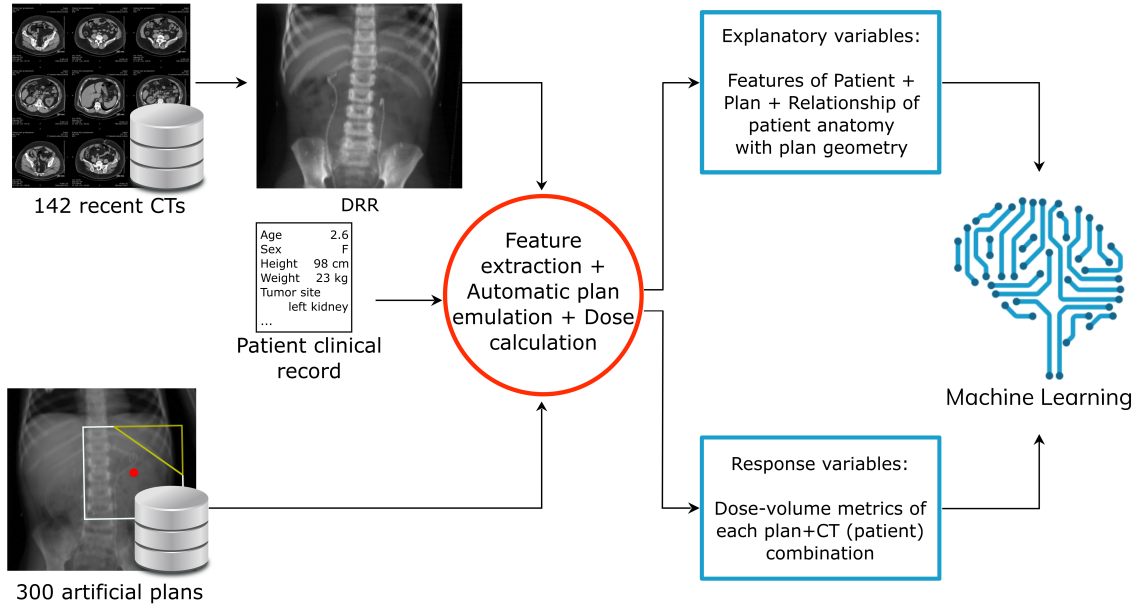 142 recent CTs
DRR
Age 2.6
Sex F
Height 98 cm
Weight 23 kg
Tumor site
left kidney
...
Patient clinical
record
300 artificial plans
Feature
extraction +
Automatic plan
emulation + Dose
calculation
Explanatory variables:
Features of Patient +
Plan + Relationship of
patient anatomy
with plan geometry
Response variables:
Dose-volume metrics of
each plan+CT (patient)
combination
Machine Learning